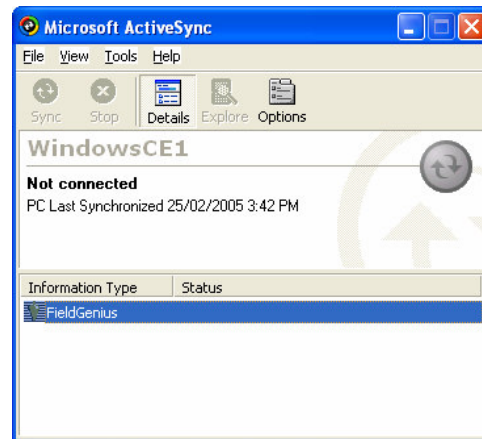 Microsoft ActiveSync
File View Tools Help
Sync Stop Details Explore Options
WindowsCE1
Not connected
PC Last Synchronized 25/02/2005 3:42 PM
Information Type Status
FieldGenius